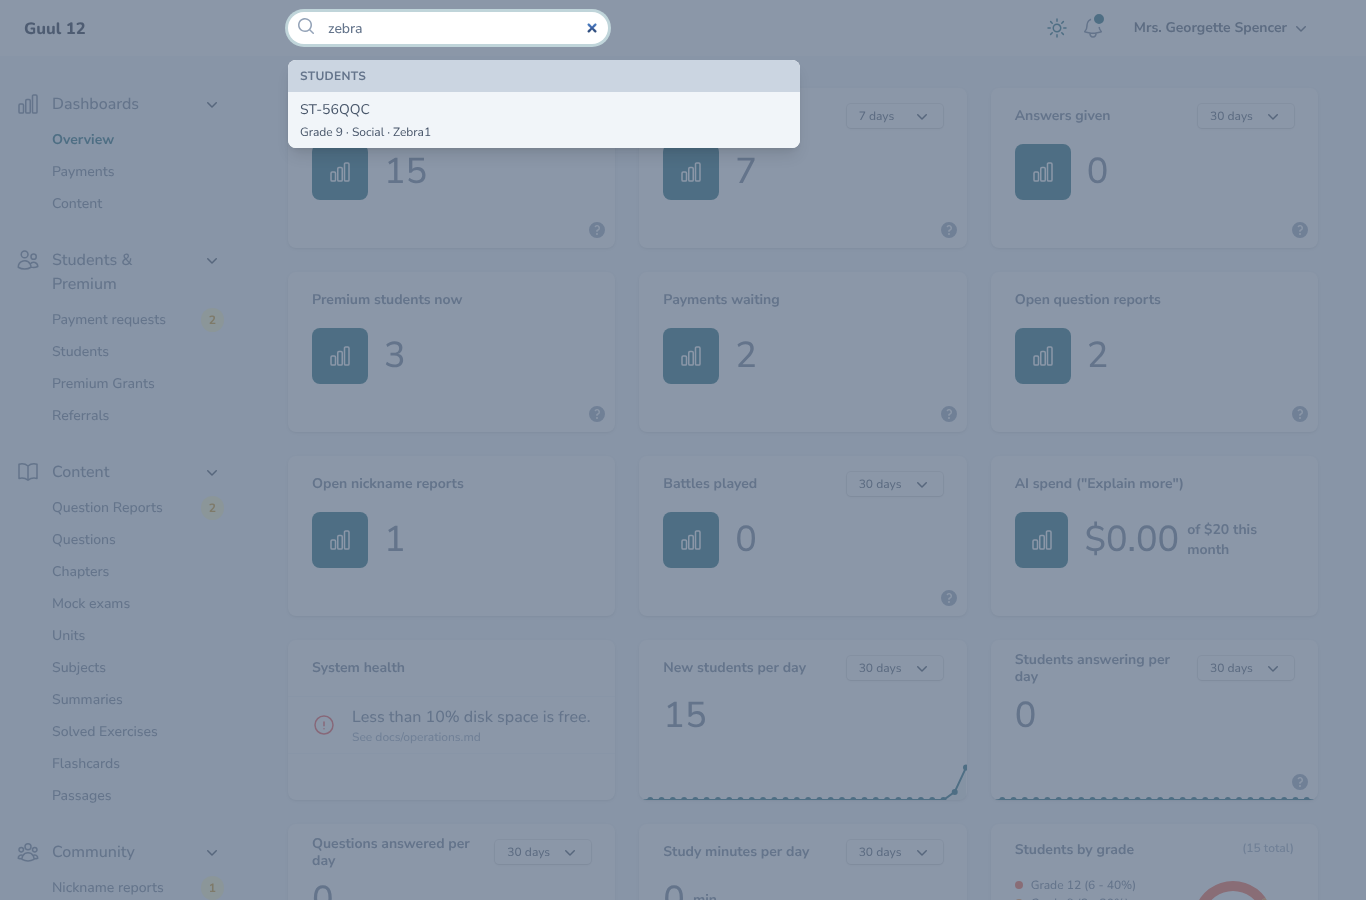 Guul 12
zebra
Mrs. Georgette Spencer
STUDENTS
ST-56QQC
Grade 9 · Social · Zebra1
Dashboards
Overview
Payments
Content
Students &
Premium
Payment requests 2
Students
Premium Grants
Referrals
Content
Question Reports 2
Questions
Chapters
Mock exams
Units
Subjects
Summaries
Solved Exercises
Flashcards
Passages
Community
Nickname reports 1
15
?
7 days
7
?
Answers given 30 days
0
?
Premium students now
3
?
Payments waiting
2
?
Open question reports
2
?
Open nickname reports
1
Battles played 30 days
0
?
AI spend ("Explain more")
$0.00 of $20 this
month
System health
Less than 10% disk space is free.
See docs/operations.md
New students per day 30 days
15
Students answering per
day
30 days
0
?
Questions answered per
day
30 days
0
Study minutes per day 30 days
0 min
Students by grade (15 total)
Grade 12 (6 - 40%)